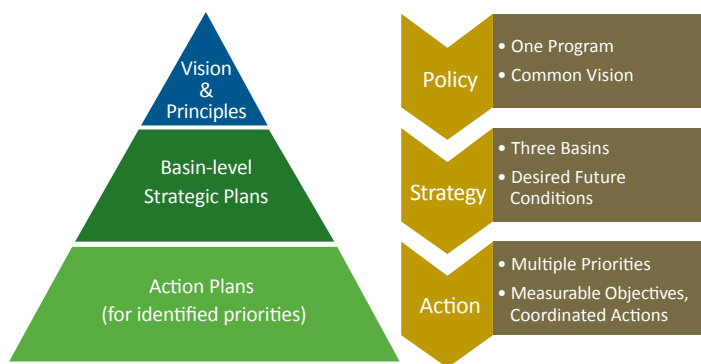 Vision
&
Principles
Basin-level
Strategic Plans
Action Plans
(for identified priorities)
Policy
• One Program
• Common Vision
Strategy
• Three Basins
• Desired Future
Conditions
Action
• Multiple Priorities
• Measurable Objectives,
Coordinated Actions